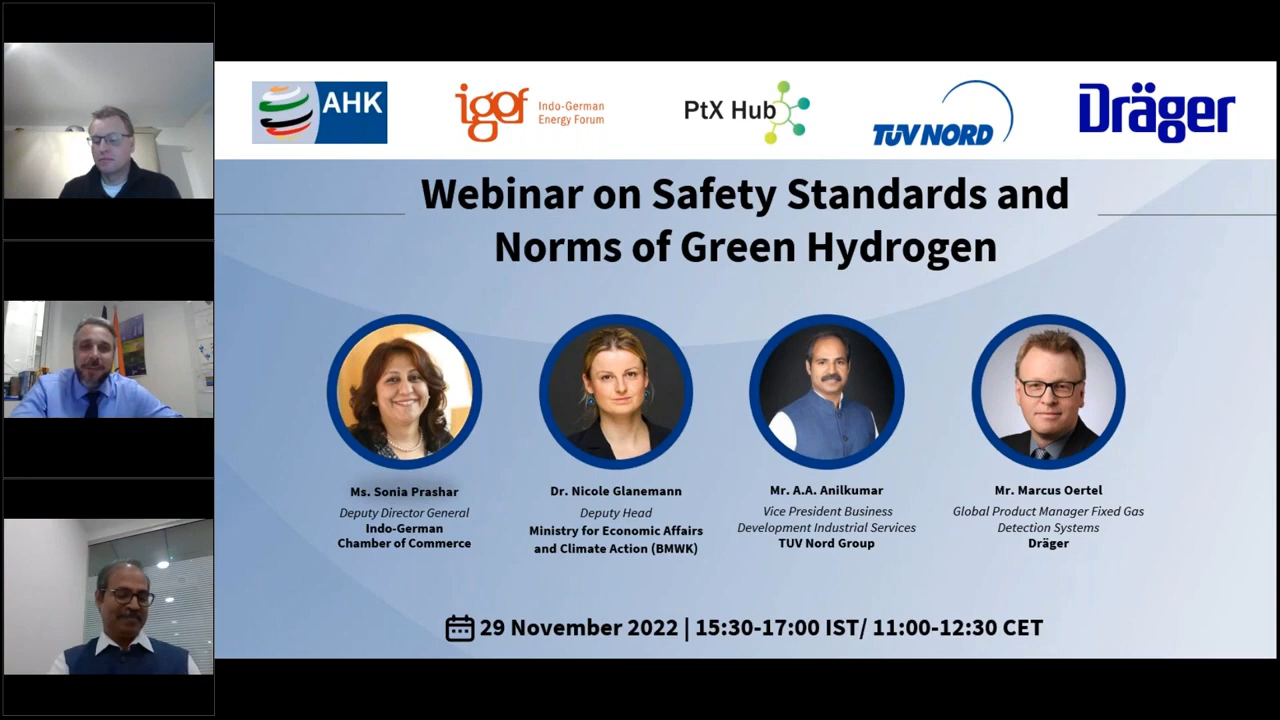 AHK
igef Indo-German
Energy Forum
PtX Hub
TÜV NORD
Dräger
Webinar on Safety Standards and
Norms of Green Hydrogen
Ms. Sonia Prashar
Deputy Director General
Indo-German
Chamber of Commerce
Dr. Nicole Glanemann
Deputy Head
Ministry for Economic Affairs
and Climate Action (BMWK)
Mr. A.A. Anilkumar
Vice President Business
Development Industrial Services
TUV Nord Group
Mr. Marcus Oertel
Global Product Manager Fixed Gas
Detection Systems
Dräger
29 November 2022 | 15:30-17:00 IST/ 11:00-12:30 CET